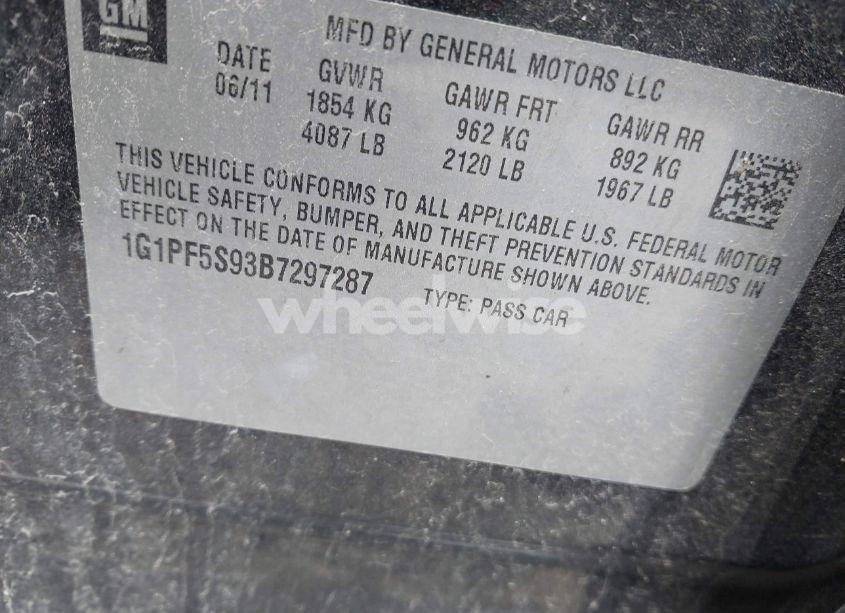 GM
MFD BY GENERAL MOTORS LLC
DATE GVWR GAWR FRT GAWR RR
06/11 1854 KG 962 KG 892 KG
4087 LB 2120 LB 1967 LB
THIS VEHICLE CONFORMS TO ALL APPLICABLE U.S. FEDERAL MOTOR
VEHICLE SAFETY, BUMPER, AND THEFT PREVENTION STANDARDS IN
EFFECT ON THE DATE OF MANUFACTURE SHOWN ABOVE.
1G1PF5S93B7297287 TYPE: PASS CAR
wheelwise